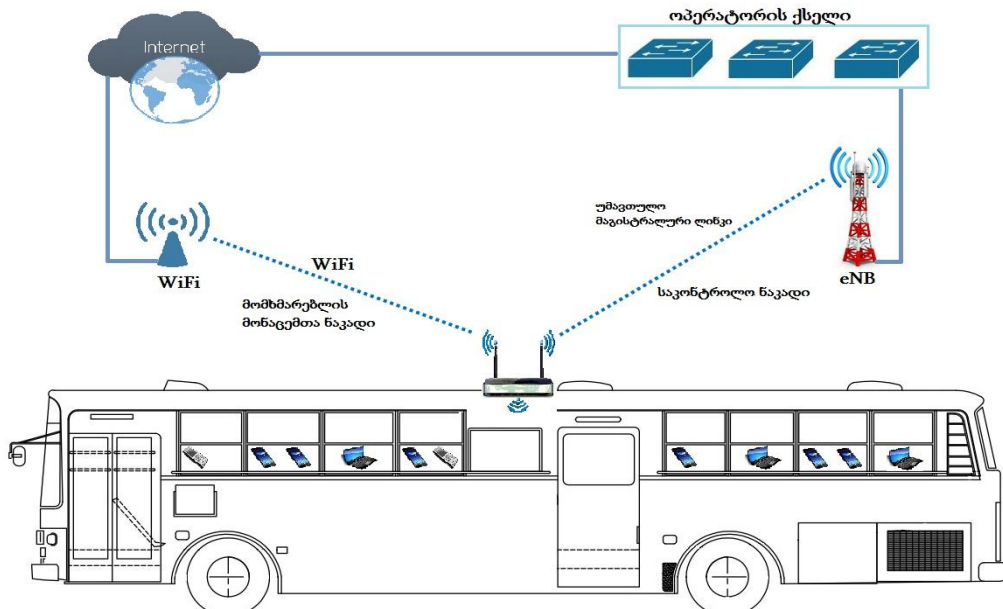 ოპერატორის ქსელი
Internet
უმავთულო
მაგისტრალური ლინკი
WiFi
WiFi
საკონტროლო ნაკადი
eNB
მომხმარებლის
მონაცემთა ნაკადი